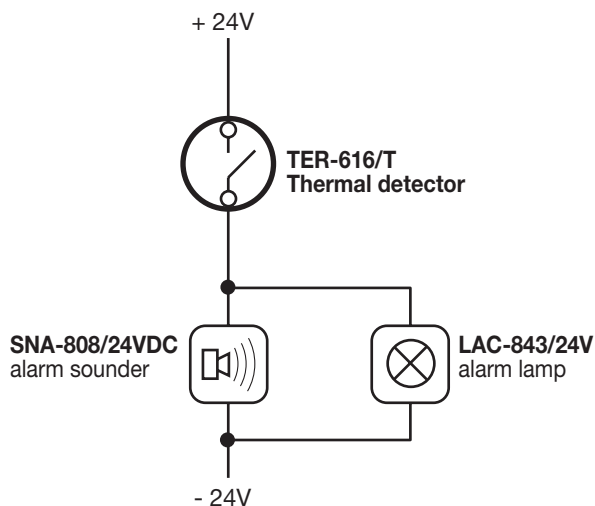 + 24V
TER-616/T
Thermal detector
SNA-808/24VDC
alarm sounder
LAC-843/24V
alarm lamp
- 24V